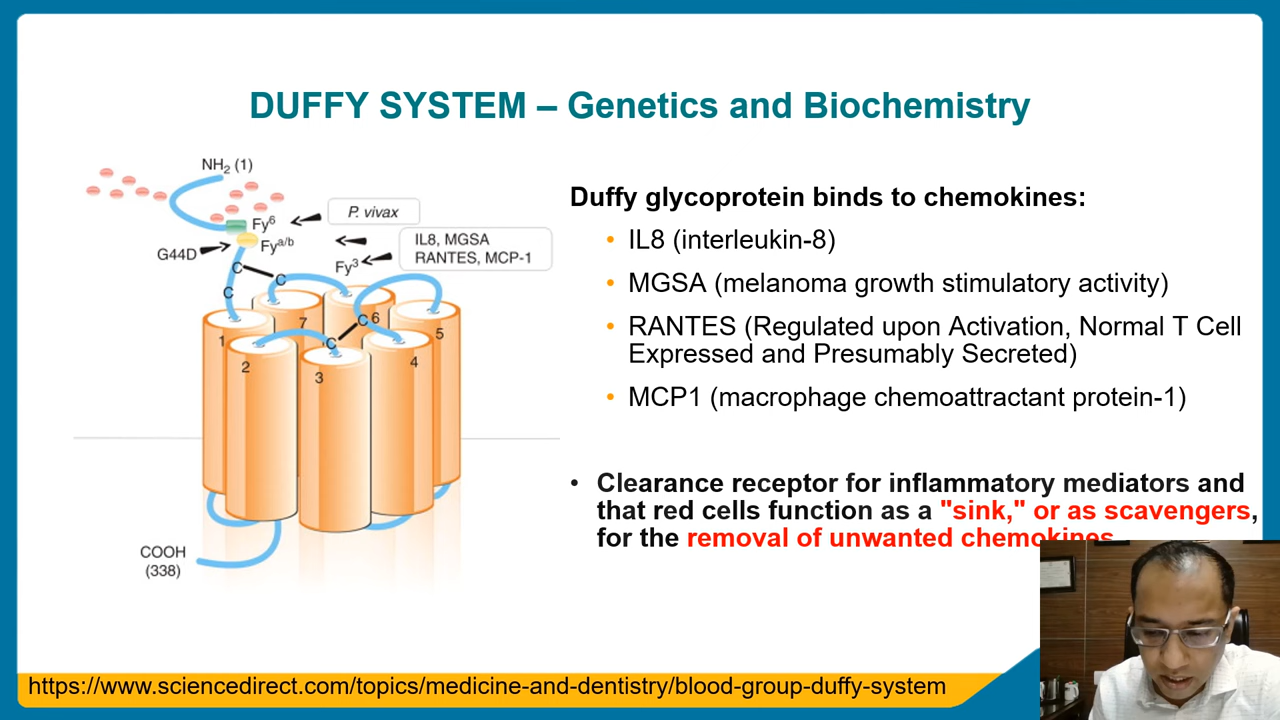 DUFFY SYSTEM – Genetics and Biochemistry
NH₂ (1)
Fy⁶
P. vivax
G44D
Fyᵃ/ᵇ
IL8, MGSA
RANTES, MCP-1
Fy³
C
C
C
C
C
1
2
3
4
5
6
7
COOH
(338)
Duffy glycoprotein binds to chemokines:
• IL8 (interleukin-8)
• MGSA (melanoma growth stimulatory activity)
• RANTES (Regulated upon Activation, Normal T Cell
Expressed and Presumably Secreted)
• MCP1 (macrophage chemoattractant protein-1)
• Clearance receptor for inflammatory mediators and
that red cells function as a "sink," or as scavengers,
for the removal of unwanted chemokines
https://www.sciencedirect.com/topics/medicine-and-dentistry/blood-group-duffy-system